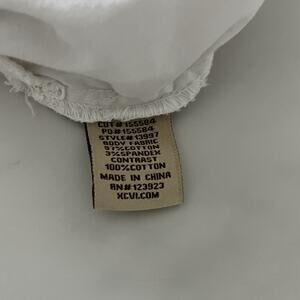 CUT# 155584
PO# 155584
STYLE# 13997
BODY FABRIC
97%COTTON
3%SPANDEX
CONTRAST
100%COTTON
MADE IN CHINA
RN# 123923
XCVI.COM